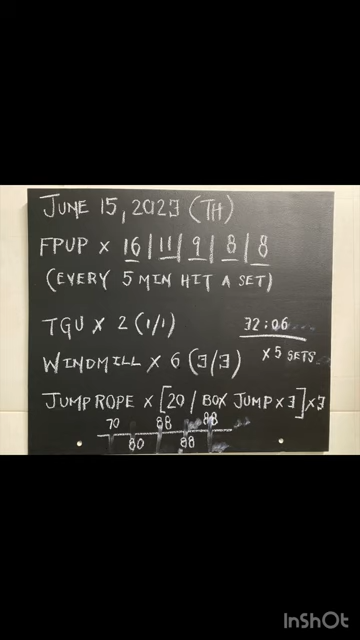 JUNE 15, 2023 (TH)
FPUP × 16 | 11 | 9 | 8 | 8
(EVERY 5 MIN HIT A SET)
TGU × 2 (1/1)
32:06
WINDMILL × 6 (3/3)
× 5 SETS
JUMP ROPE × [20 / BOX JUMP × 3] × 3
70 88 88
80 88
InShOt